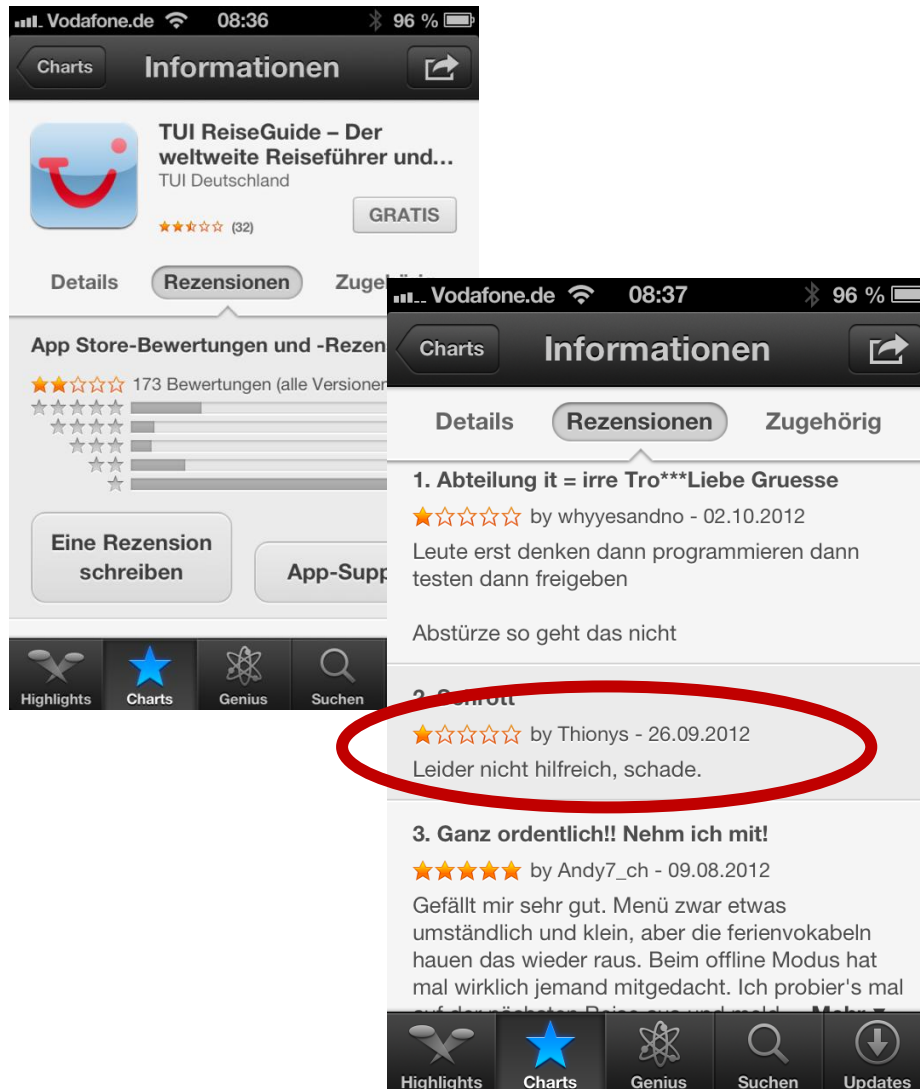 Vodafone.de 08:36 96 %
Charts Informationen
TUI ReiseGuide – Der
weltweite Reiseführer und...
TUI Deutschland
(32) GRATIS
Details Rezensionen
App Store-Bewertungen und
173 Bewertungen (alle
Eine Rezension
schreiben
Highlights Charts Genius Suchen
Vodafone.de 08:37 96 %
Charts Informationen
Details Rezensionen Zugehörig
1. Abteilung it = irre Tro***Liebe Gruesse
by whyyesandno - 02.10.2012
Leute erst denken dann programmieren dann
testen dann freigeben
Abstürze so geht das nicht
2. Schrott
by Thionys - 26.09.2012
Leider nicht hilfreich, schade.
3. Ganz ordentlich!! Nehm ich mit!
by Andy7_ch - 09.08.2012
Gefällt mir sehr gut. Menü zwar etwas
umständlich und klein, aber die ferienvokabeln
hauen das wieder raus. Beim offline Modus hat
mal wirklich jemand mitgedacht. Ich probier's mal
Highlights Charts Genius Suchen Updates